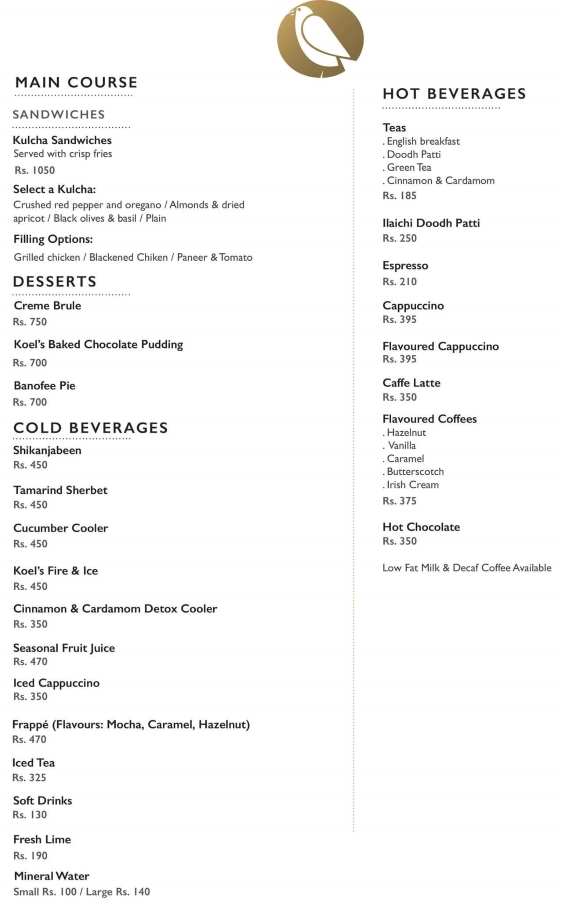 MAIN COURSE
SANDWICHES
Kulcha Sandwiches
Served with crisp fries
Rs. 1050
Select a Kulcha:
Crushed red pepper and oregano / Almonds & dried
apricot / Black olives & basil / Plain
Filling Options:
Grilled chicken / Blackened Chiken / Paneer & Tomato
DESSERTS
Creme Brule
Rs. 750
Koel's Baked Chocolate Pudding
Rs. 700
Banofee Pie
Rs. 700
COLD BEVERAGES
Shikanjabeen
Rs. 450
Tamarind Sherbet
Rs. 450
Cucumber Cooler
Rs. 450
Koel's Fire & Ice
Rs. 450
Cinnamon & Cardamom Detox Cooler
Rs. 350
Seasonal Fruit Juice
Rs. 470
Iced Cappuccino
Rs. 350
Frappé (Flavours: Mocha, Caramel, Hazelnut)
Rs. 470
Iced Tea
Rs. 325
Soft Drinks
Rs. 130
Fresh Lime
Rs. 190
Mineral Water
Small Rs. 100 / Large Rs. 140
HOT BEVERAGES
Teas
. English breakfast
. Doodh Patti
. Green Tea
. Cinnamon & Cardamom
Rs. 185
Ilaichi Doodh Patti
Rs. 250
Espresso
Rs. 210
Cappuccino
Rs. 395
Flavoured Cappuccino
Rs. 395
Caffe Latte
Rs. 350
Flavoured Coffees
. Hazelnut
. Vanilla
. Caramel
. Butterscotch
. Irish Cream
Rs. 375
Hot Chocolate
Rs. 350
Low Fat Milk & Decaf Coffee Available